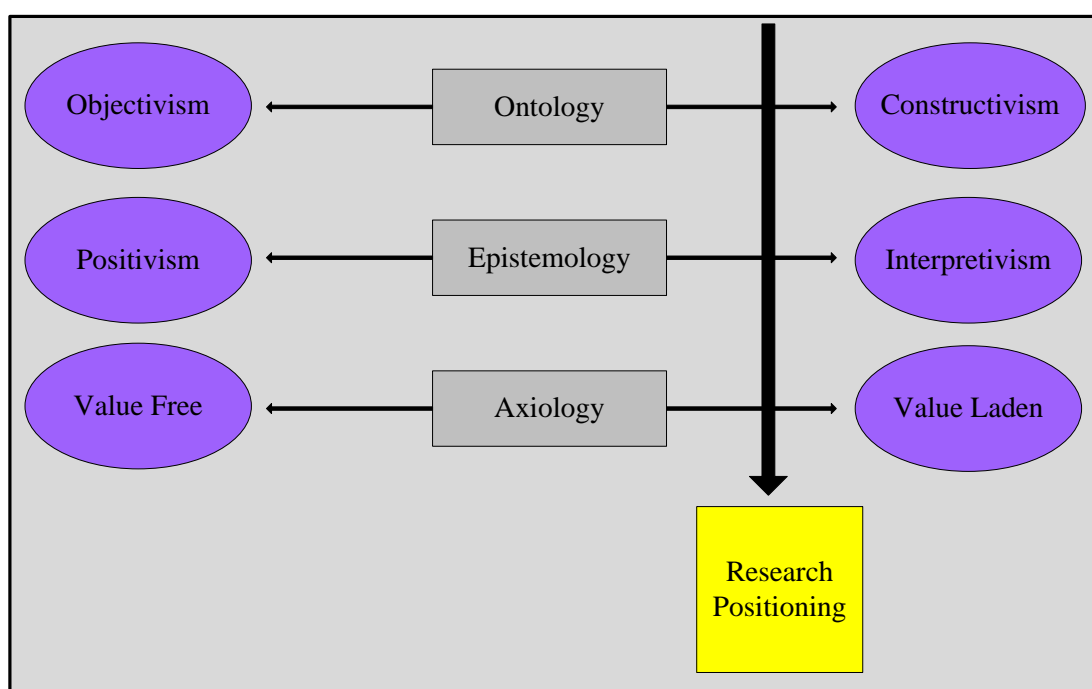 Objectivism
Ontology
Constructivism
Positivism
Epistemology
Interpretivism
Value Free
Axiology
Value Laden
Research
Positioning